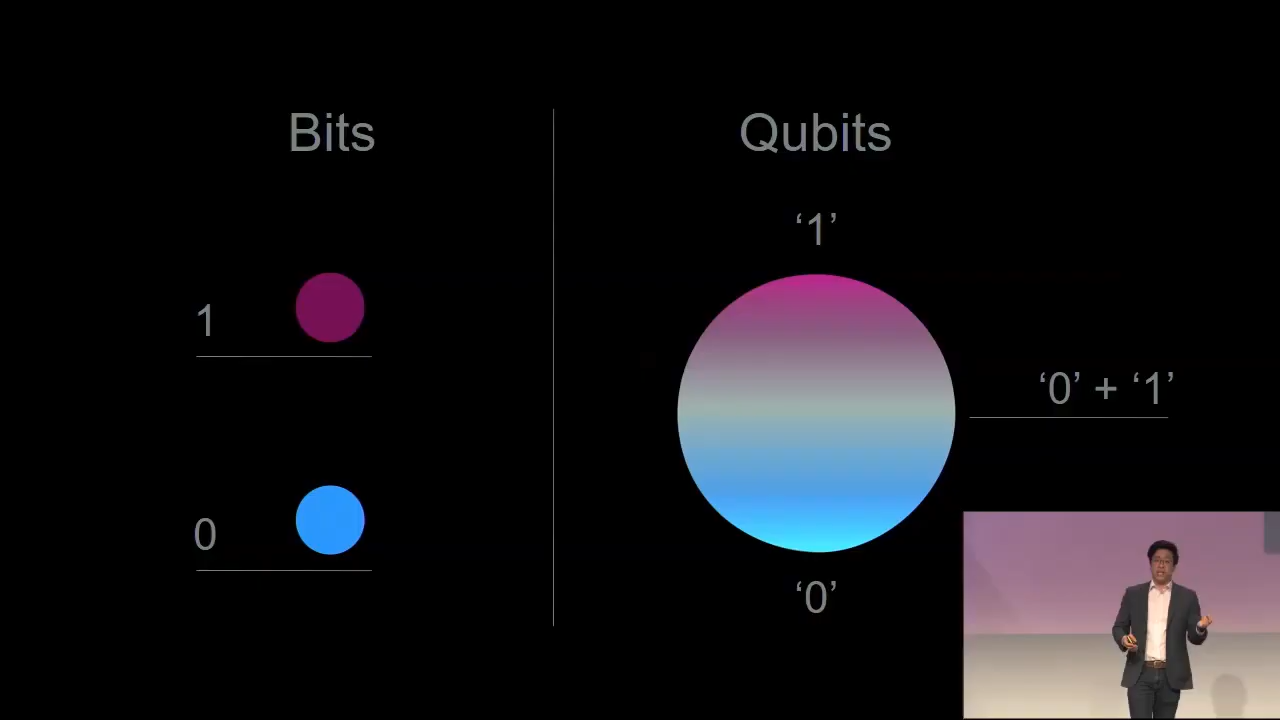 Bits
1
0
Qubits
‘1’
‘0’ + ‘1’
‘0’